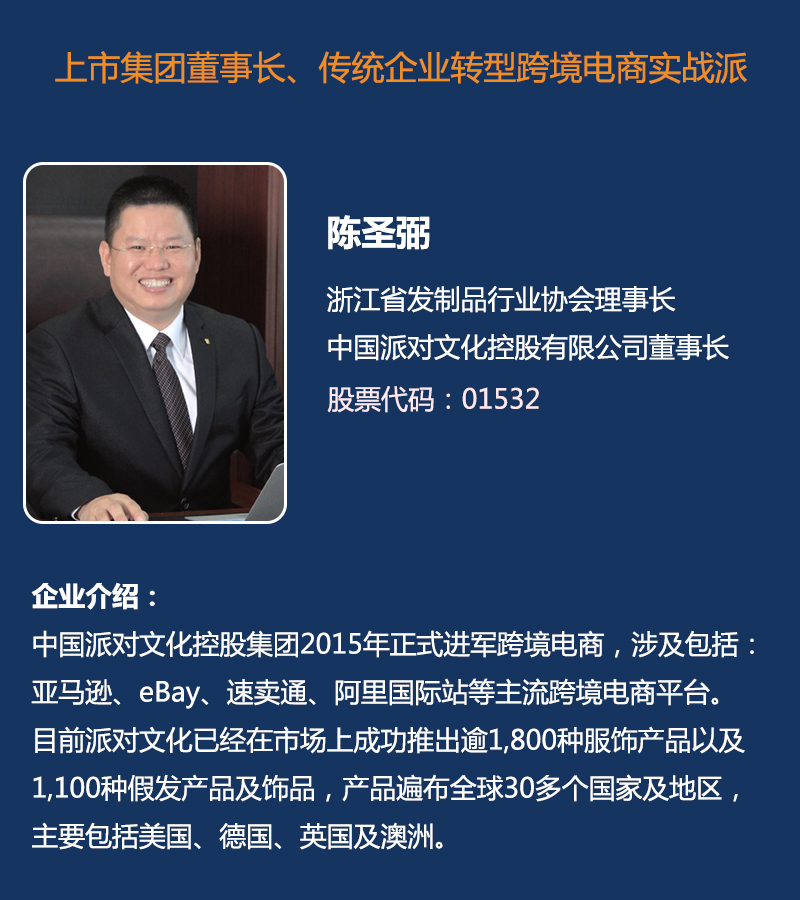 上市集团董事长、传统企业转型跨境电商实战派
陈圣弼
浙江省发制品行业协会理事长
中国派对文化控股有限公司董事长
股票代码：01532
企业介绍：
中国派对文化控股集团2015年正式进军跨境电商，涉及包括：
亚马逊、eBay、速卖通、阿里国际站等主流跨境电商平台。
目前派对文化已经在市场上成功推出逾1,800种服饰产品以及
1,100种假发产品及饰品，产品遍布全球30多个国家及地区，
主要包括美国、德国、英国及澳洲。